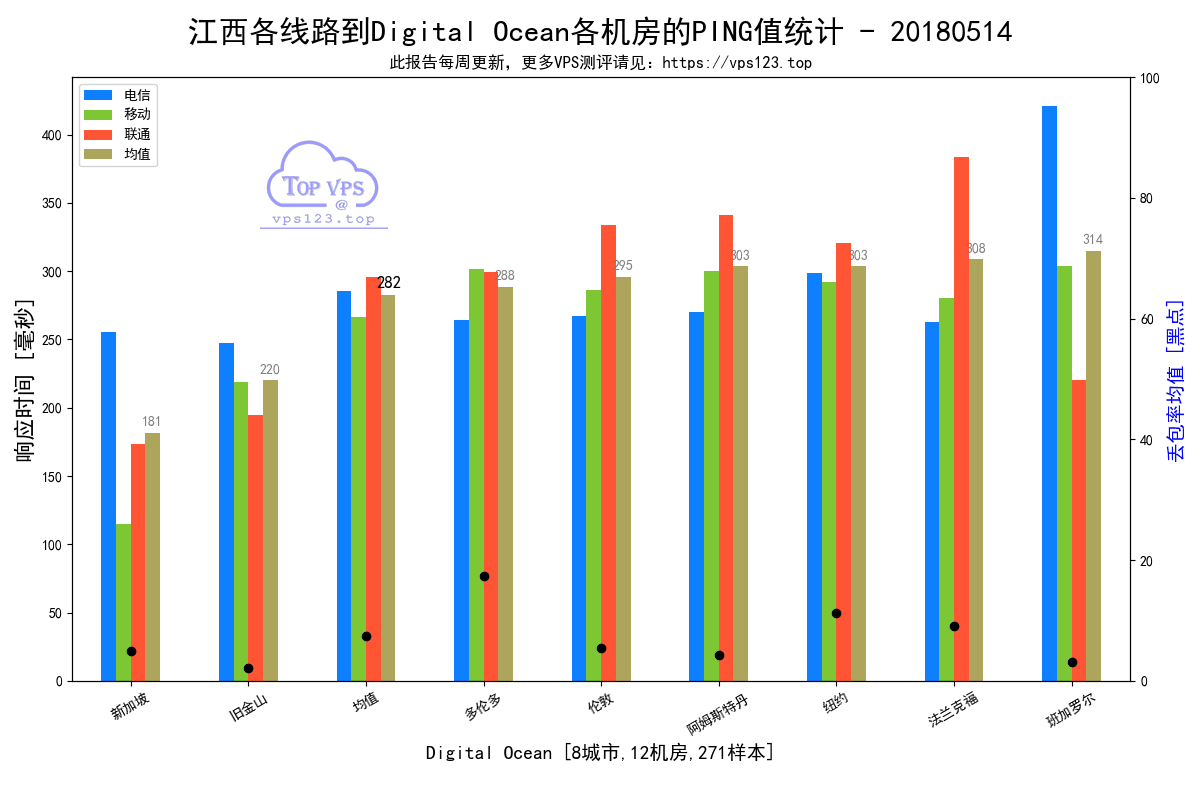 江西各线路到Digital Ocean各机房的PING值统计 - 20180514
此报告每周更新，更多VPS测评请见：https://vps123.top
电信
移动
联通
均值
TOP VPS
@
vps123.top
响应时间 [毫秒]
400
350
300
250
200
150
100
50
0
181
220
282
288
295
303
303
308
314
100
80
60
40
20
0
丢包率均值 [黑点]
新加坡
旧金山
均值
多伦多
伦敦
阿姆斯特丹
纽约
法兰克福
班加罗尔
Digital Ocean [8城市,12机房,271样本]